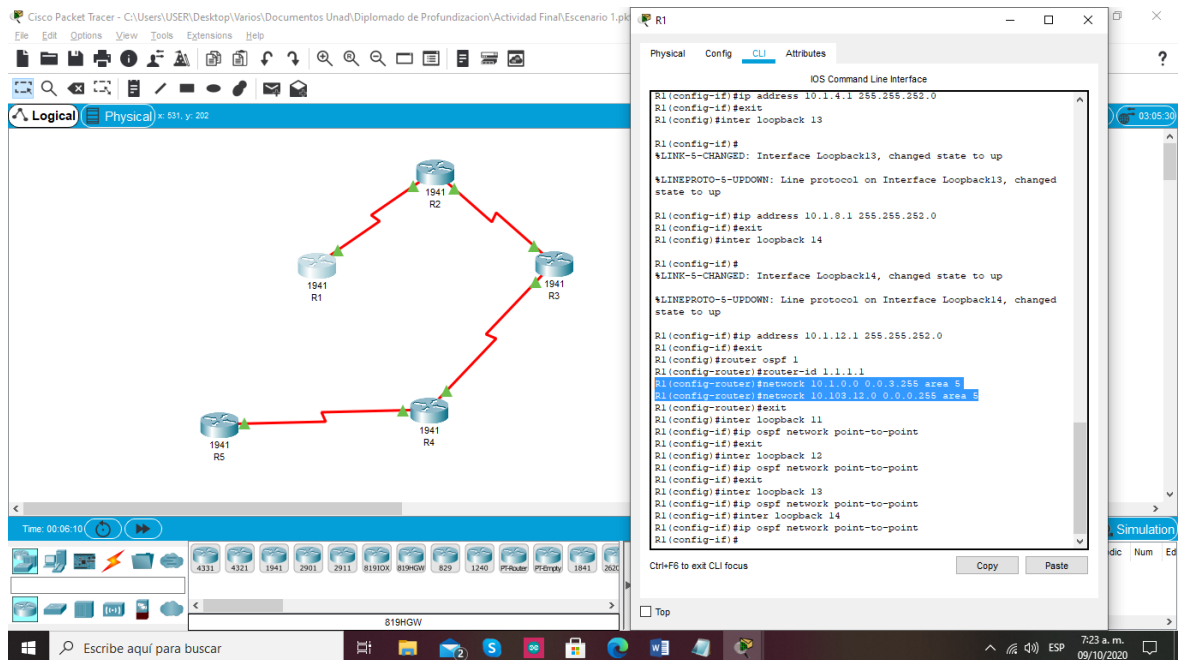 Cisco Packet Tracer - C:\Users\USER\Desktop\Varios\Documentos Unad\Diplomado de Profundizacion\Actividad Final\Escenario 1.pk
File Edit Options View Tools Extensions Help
?
Logical
Physical
x: 531, y: 202
03:05:30
1941
R2
1941
R1
1941
R3
1941
R4
1941
R5
Time: 00:06:10
Simulation
4331
4321
1941
2901
2911
819IOX
819HGW
829
1240
PT-Router
PT-Empty
1841
262
819HGW
dic Num Ed
R1
Physical Config CLI Attributes
IOS Command Line Interface
R1(config-if)#ip address 10.1.4.1 255.255.252.0
R1(config-if)#exit
R1(config)#inter loopback 13
R1(config-if)#
%LINK-5-CHANGED: Interface Loopback13, changed state to up
%LINEPROTO-5-UPDOWN: Line protocol on Interface Loopback13, changed
state to up
R1(config-if)#ip address 10.1.8.1 255.255.252.0
R1(config-if)#exit
R1(config)#inter loopback 14
R1(config-if)#
%LINK-5-CHANGED: Interface Loopback14, changed state to up
%LINEPROTO-5-UPDOWN: Line protocol on Interface Loopback14, changed
state to up
R1(config-if)#ip address 10.1.12.1 255.255.252.0
R1(config-if)#exit
R1(config)#router ospf 1
R1(config-router)#router-id 1.1.1.1
R1(config-router)#network 10.1.0.0 0.0.3.255 area 5
R1(config-router)#network 10.103.12.0 0.0.0.255 area 5
R1(config-router)#exit
R1(config)#inter loopback 11
R1(config-if)#ip ospf network point-to-point
R1(config-if)#exit
R1(config)#inter loopback 12
R1(config-if)#ip ospf network point-to-point
R1(config-if)#exit
R1(config)#inter loopback 13
R1(config-if)#ip ospf network point-to-point
R1(config-if)#inter loopback 14
R1(config-if)#ip ospf network point-to-point
R1(config-if)#
Ctrl+F6 to exit CLI focus
Copy
Paste
Top
Escribe aquí para buscar
2
ESP
7:23 a. m.
09/10/2020